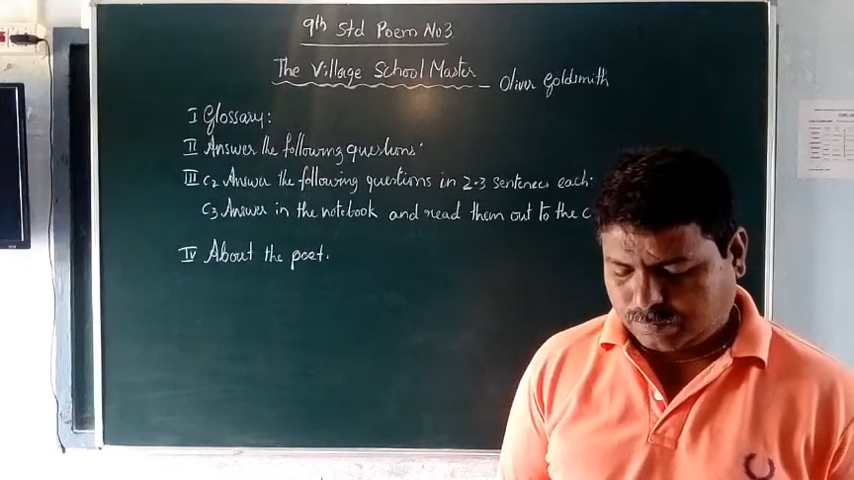 9th Std Poem No3
The Village School Master - Oliver Goldsmith
I Glossary:
II Answer the following questions:
III C2 Answer the following questions in 2-3 sentences each.
C3 Answer in the notebook and read them out to the
IV About the poet.